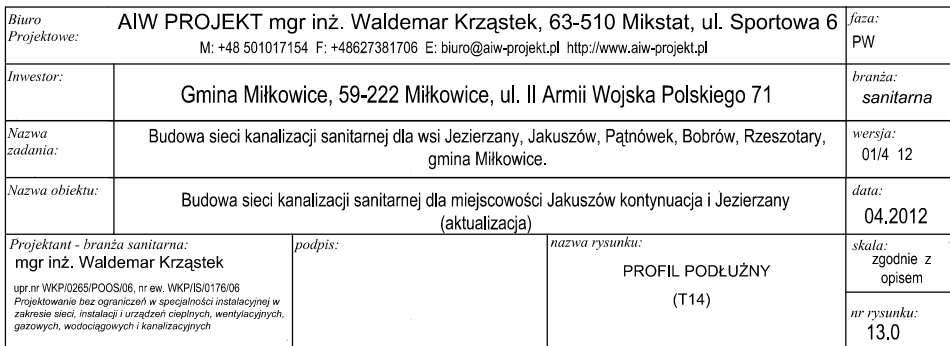 Biuro Projektowe:
AIW PROJEKT mgr inż. Waldemar Krząstek, 63-510 Mikstat, ul. Sportowa 6
M: +48 501017154 F: +48627381706 E: biuro@aiw-projekt.pl http://www.aiw-projekt.pl
faza:
PW
Inwestor:
Gmina Miłkowice, 59-222 Miłkowice, ul. II Armii Wojska Polskiego 71
branża:
sanitarna
Nazwa
zadania:
Budowa sieci kanalizacji sanitarnej dla wsi Jezierzany, Jakuszów, Pątnówek, Bobrów, Rzeszotary,
gmina Miłkowice.
wersja:
01/4 12
Nazwa obiektu:
Budowa sieci kanalizacji sanitarnej dla miejscowości Jakuszów kontynuacja i Jezierzany
(aktualizacja)
data:
04.2012
Projektant - branża sanitarna:
mgr inż. Waldemar Krząstek
upr.nr WKP/0265/POOS/06, nr ew. WKP/IS/0176/06
Projektowanie bez ograniczeń w specjalności instalacyjnej w
zakresie sieci, instalacji i urządzeń cieplnych, wentylacyjnych,
gazowych, wodociągowych i kanalizacyjnych
podpis:
nazwa rysunku:
PROFIL PODŁUŻNY
(T14)
skala:
zgodnie z
opisem
nr rysunku:
13.0